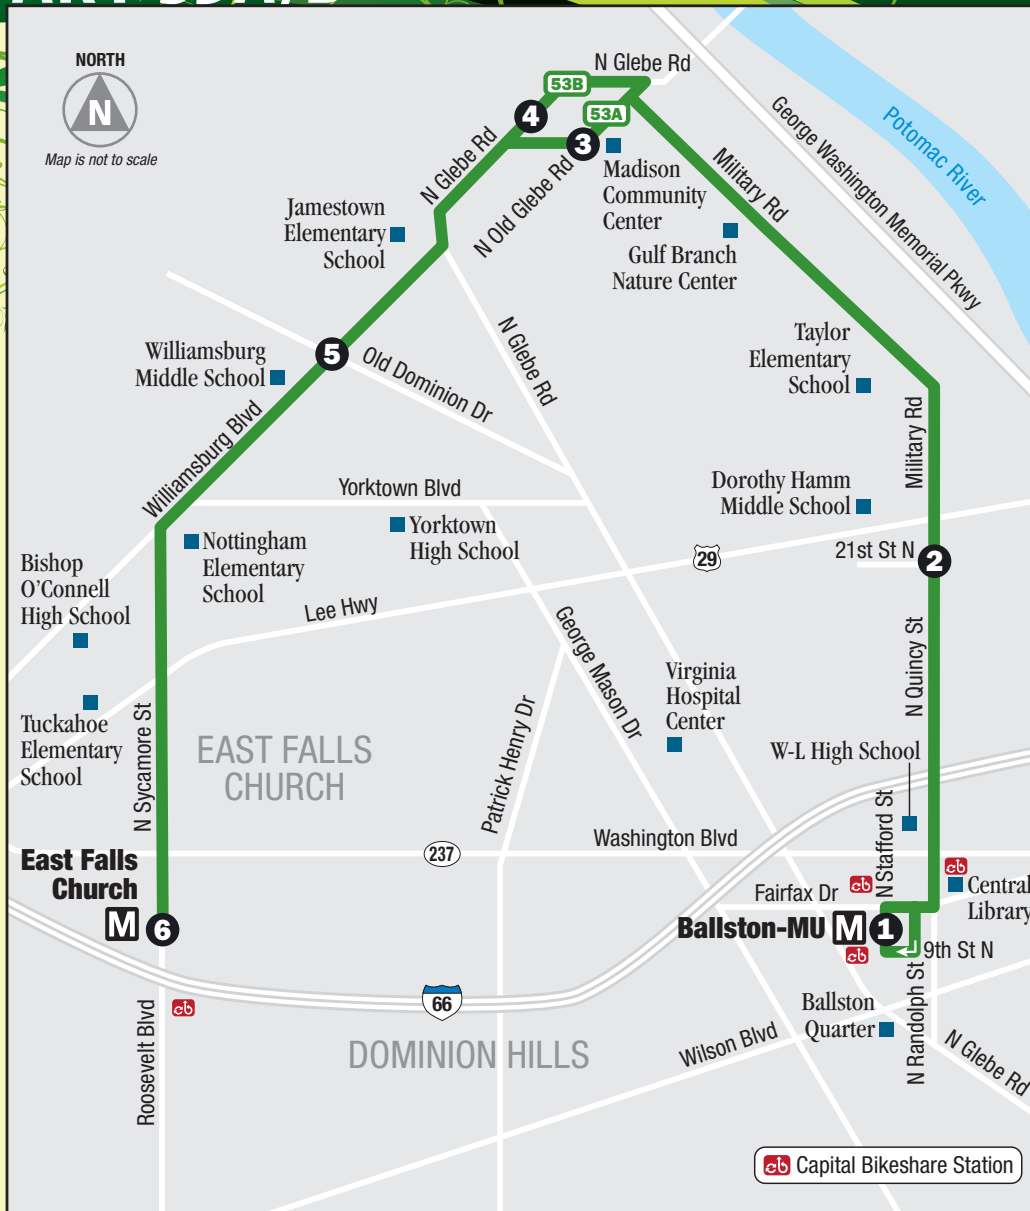 NORTH
N
Map is not to scale
N Glebe Rd
53B
53A
4
3
N Glebe Rd
N Old Glebe Rd
Madison
Community
Center
Military Rd
George Washington Memorial Pkwy
Potomac River
Jamestown
Elementary
School
Gulf Branch
Nature Center
N Glebe Rd
Taylor
Elementary
School
Williamsburg
Middle School
5
Old Dominion Dr
Williamsburg Blvd
Military Rd
Yorktown Blvd
Dorothy Hamm
Middle School
Yorktown
High School
Nottingham
Elementary
School
29
21st St N
2
Bishop
O'Connell
High School
Lee Hwy
George Mason Dr
N Quincy St
Virginia
Hospital
Center
Tuckahoe
Elementary
School
N Sycamore St
EAST FALLS
CHURCH
Patrick Henry Dr
W-L High School
N Stafford St
Washington Blvd
237
East Falls
Church
M
6
Fairfax Dr
cb
cb
Central
Library
Ballston-MU
M
1
cb
9th St N
N Randolph St
cb
66
Roosevelt Blvd
DOMINION HILLS
Ballston
Quarter
Wilson Blvd
N Glebe Rd
cb Capital Bikeshare Station